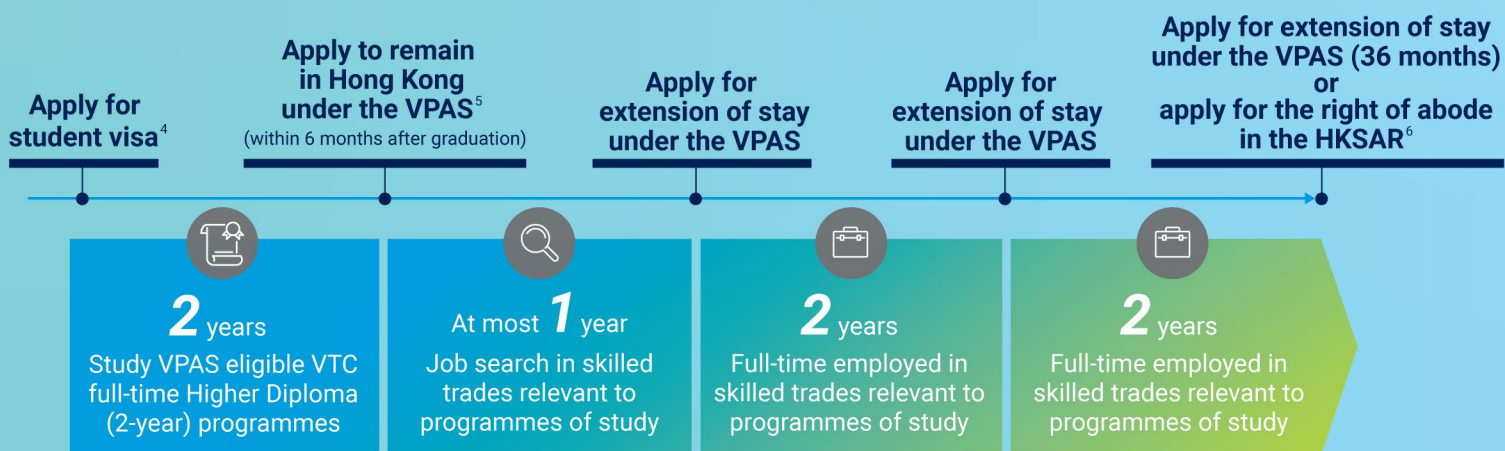 Apply for
student visa4
Apply to remain
in Hong Kong
under the VPAS5
(within 6 months after graduation)
Apply for
extension of stay
under the VPAS
Apply for
extension of stay
under the VPAS
Apply for extension of stay
under the VPAS (36 months)
or
apply for the right of abode
in the HKSAR6
2 years
Study VPAS eligible VTC
full-time Higher Diploma
(2-year) programmes
At most 1 year
Job search in skilled
trades relevant to
programmes of study
2 years
Full-time employed in
skilled trades relevant to
programmes of study
2 years
Full-time employed in
skilled trades relevant to
programmes of study